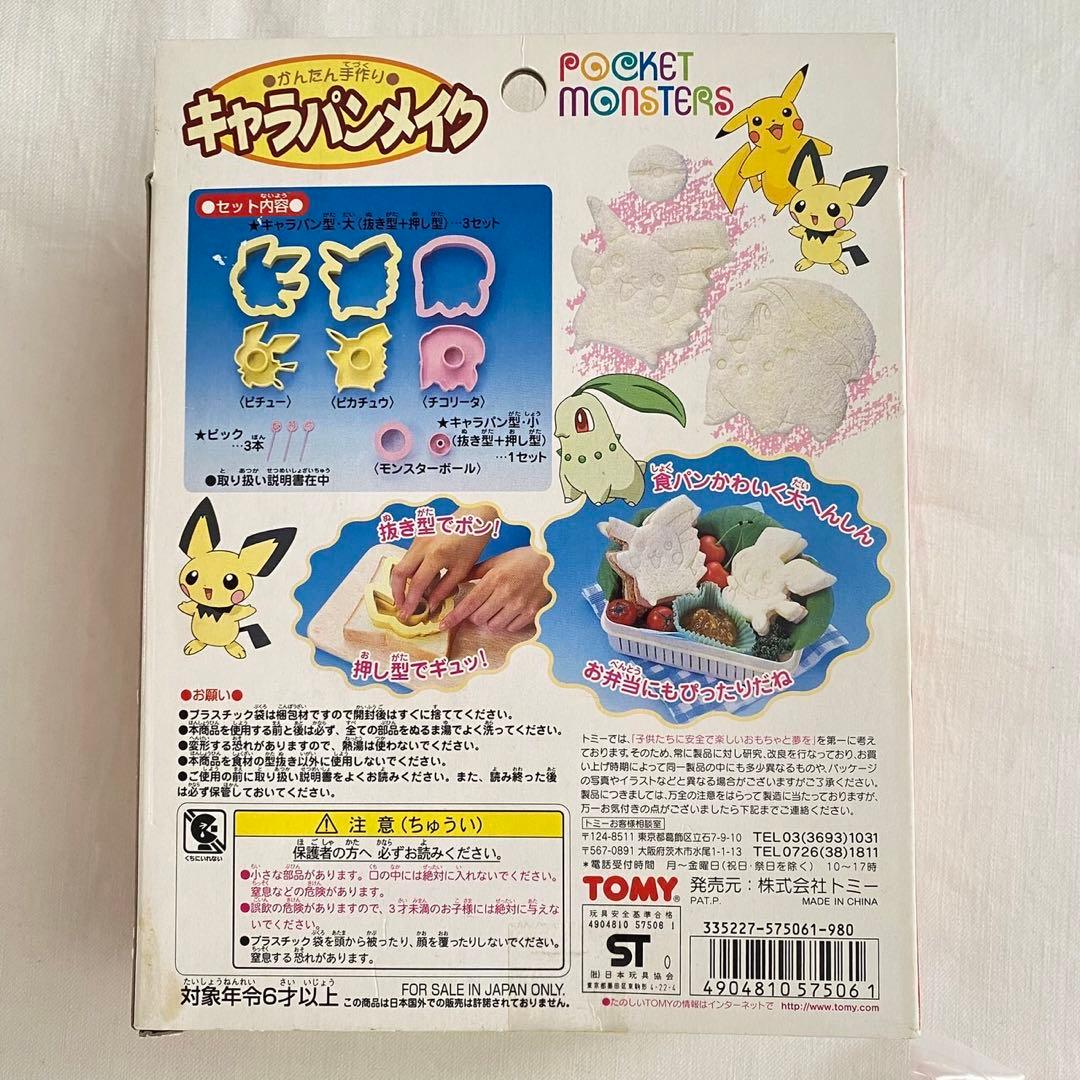 ●かんたん手作り●
キャラパンメイク
POCKET
MONSTERS
●セット内容●
★キャラパン型・大(抜き型+押し型)…3セット
〈ピチュー〉
〈ピカチュウ〉
〈チコリータ〉
★ピック
…3本
★キャラパン型・小
(抜き型+押し型)
…1セット
〈モンスターボール〉
●取り扱い説明書在中
抜き型でポン!
押し型でギュッ!
食パンかわいく大へんしん
お弁当にもぴったりだね
●お願い●
●プラスチック袋は梱包材ですので開封後はすぐに捨ててください。
●本商品を使用する前と後は必ず、全ての部品をぬるま湯でよく洗ってください。
●変形する恐れがありますので、熱湯は使わないでください。
●本商品を食材の型抜き以外に使用しないでください。
●ご使用の前に取り扱い説明書をよくお読みください。また、読み終った後
は必ず保管しておいてください。
くちにいれない
⚠ 注意(ちゅうい)
保護者の方へ 必ずお読みください。
●小さな部品があります。口の中には絶対に入れないでください。
窒息などの危険があります。
●誤飲の危険がありますので、3才未満のお子様には絶対に与えな
いでください。
●プラスチック袋を頭から被ったり、顔を覆ったりしないでください。
窒息する恐れがあります。
対象年令6才以上
FOR SALE IN JAPAN ONLY.
この商品は日本国外での販売は許諾されておりません。
トミーでは、「子供たちに安全で楽しいおもちゃと夢を」を第一に考え
ております。そのため、常に製品に対し研究、改良を行なっており、お買
い上げ時期によって同一製品の中にも多少異なるものや、パッケージ
の写真やイラストなどと異なる場合がございますがご了承ください。
製品につきましては、万全の注意をはらって製造に当たっておりますが、
万一お気付きの点がございましたら下記までご連絡ください。
トミーお客様相談室
〒124-8511 東京都葛飾区立石7-9-10 TEL03(3693)1031
〒567-0891 大阪府茨木市水尾1-1-13 TEL0726(38)1811
*電話受付時間 月~金曜日(祝日・祭日を除く) 10~17時
TOMY® 発売元:株式会社トミー
PAT.P. MADE IN CHINA
玩具安全基準合格
4904810 57506 1
ST
0
(社)日本玩具協会
東京都墨田区東駒形 4-22-4
335227-575061-980
4904810 575061
●たのしいTOMYの情報はインターネットで http://www.tomy.com